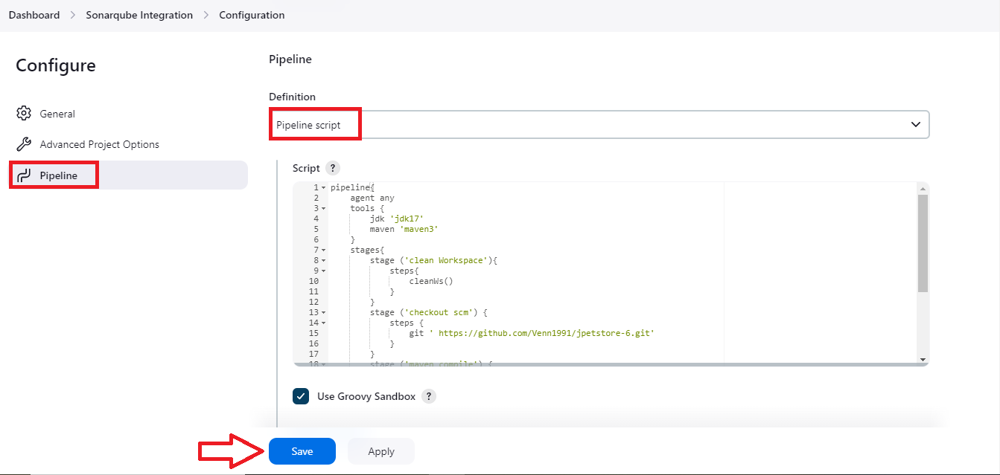 Dashboard > Sonarqube Integration > Configuration
Configure
General
Advanced Project Options
Pipeline
Pipeline
Definition
Pipeline script
Script ?
1 pipeline{
2     agent any
3     tools {
4         jdk 'jdk17'
5         maven 'maven3'
6     }
7     stages{
8         stage ('clean Workspace'){
9             steps{
10                 cleanWs()
11             }
12         }
13         stage ('checkout scm') {
14             steps {
15                 git ' https://github.com/Venn1991/jpetstore-6.git'
16             }
17         }
18         stage ('maven compile') {
Use Groovy Sandbox ?
Save
Apply